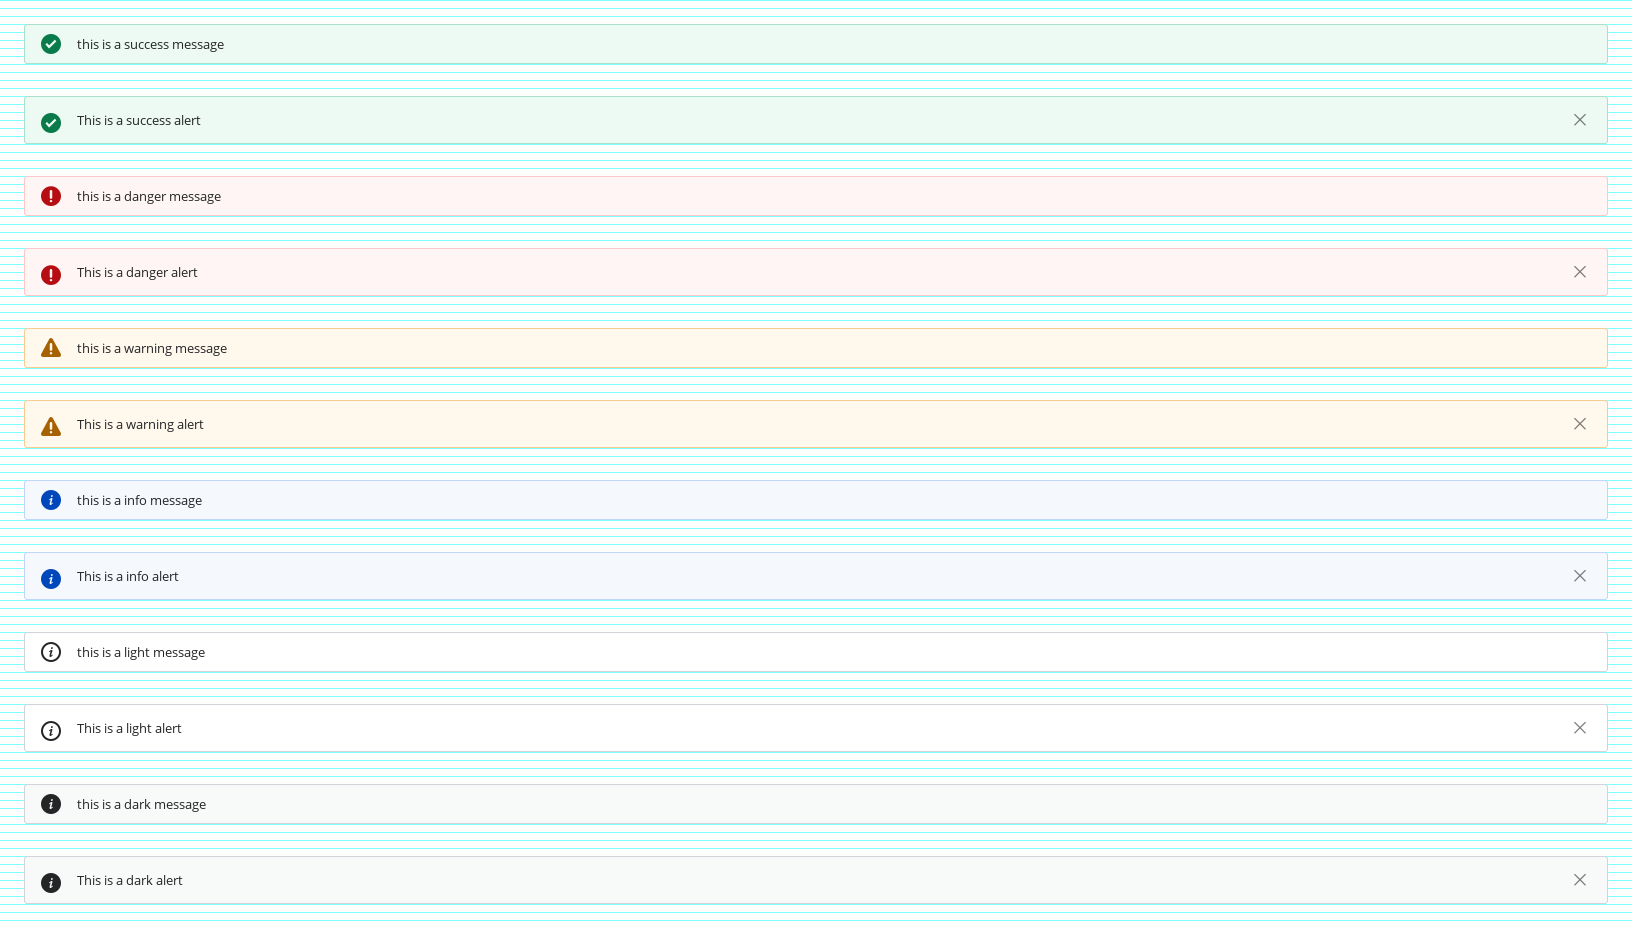 this is a success message
This is a success alert
this is a danger message
This is a danger alert
this is a warning message
This is a warning alert
this is a info message
This is a info alert
this is a light message
This is a light alert
this is a dark message
This is a dark alert